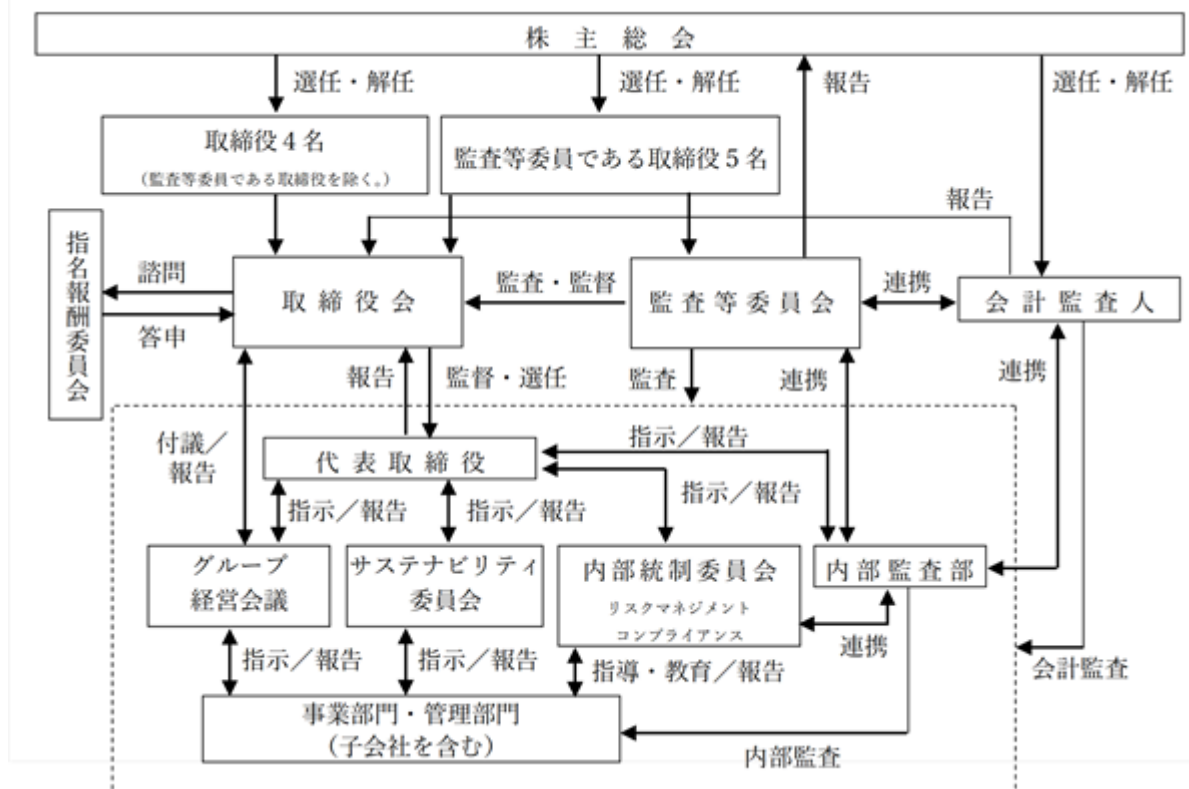 株主総会
選任・解任
選任・解任
報告
選任・解任
取締役４名
（監査等委員である取締役を除く。）
監査等委員である取締役５名
報告
指名報酬委員会
諮問
答申
取締役会
監査・監督
監査等委員会
連携
会計監査人
報告
監督・選任
監査
連携
連携
付議／
報告
代表取締役
指示／報告
指示／報告
指示／報告
指示／報告
グループ
経営会議
サステナビリティ
委員会
内部統制委員会
リスクマネジメント
コンプライアンス
内部監査部
連携
指示／報告
指示／報告
指導・教育／報告
会計監査
事業部門・管理部門
（子会社を含む）
内部監査